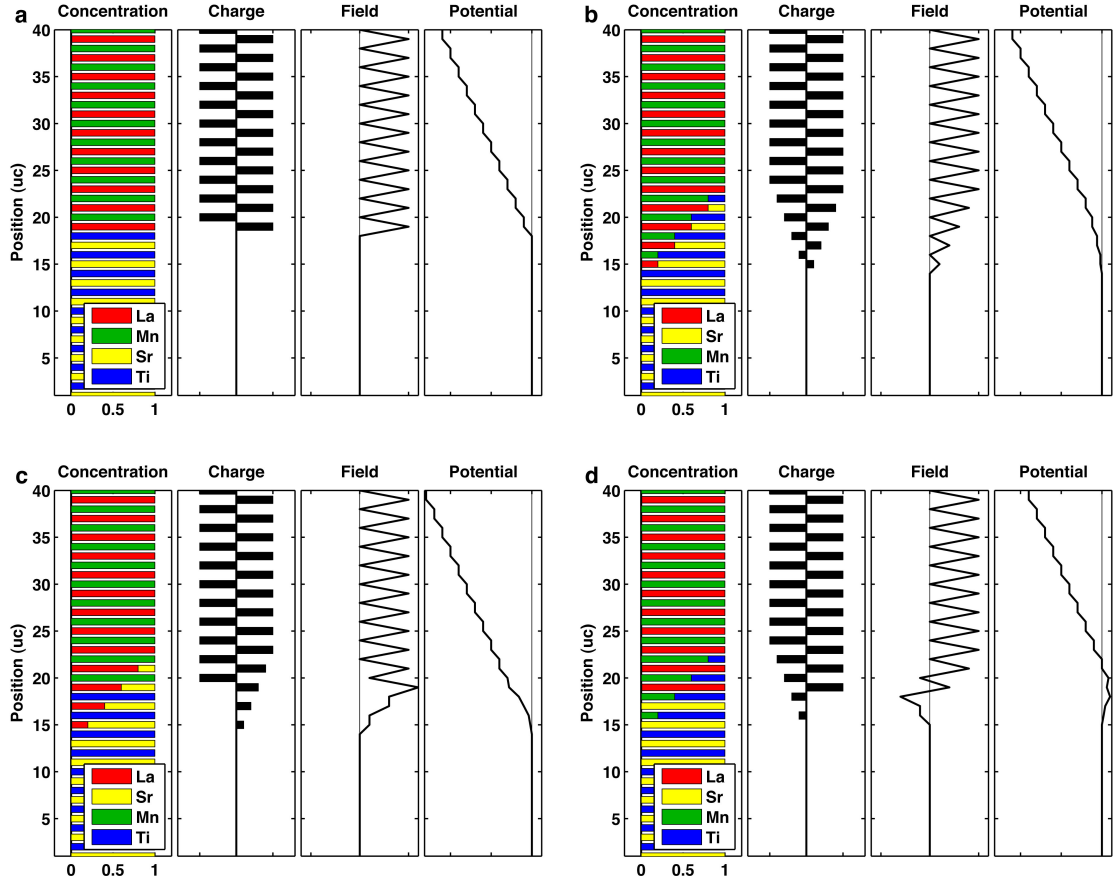 a Concentration Charge Field Potential
40
35
30
25
20
15
10
5
Position (uc)
La
Mn
Sr
Ti
0 0.5 1
b Concentration Charge Field Potential
40
35
30
25
20
15
10
5
Position (uc)
La
Sr
Mn
Ti
0 0.5 1
c Concentration Charge Field Potential
40
35
30
25
20
15
10
5
Position (uc)
La
Sr
Mn
Ti
0 0.5 1
d Concentration Charge Field Potential
40
35
30
25
20
15
10
5
Position (uc)
La
Sr
Mn
Ti
0 0.5 1